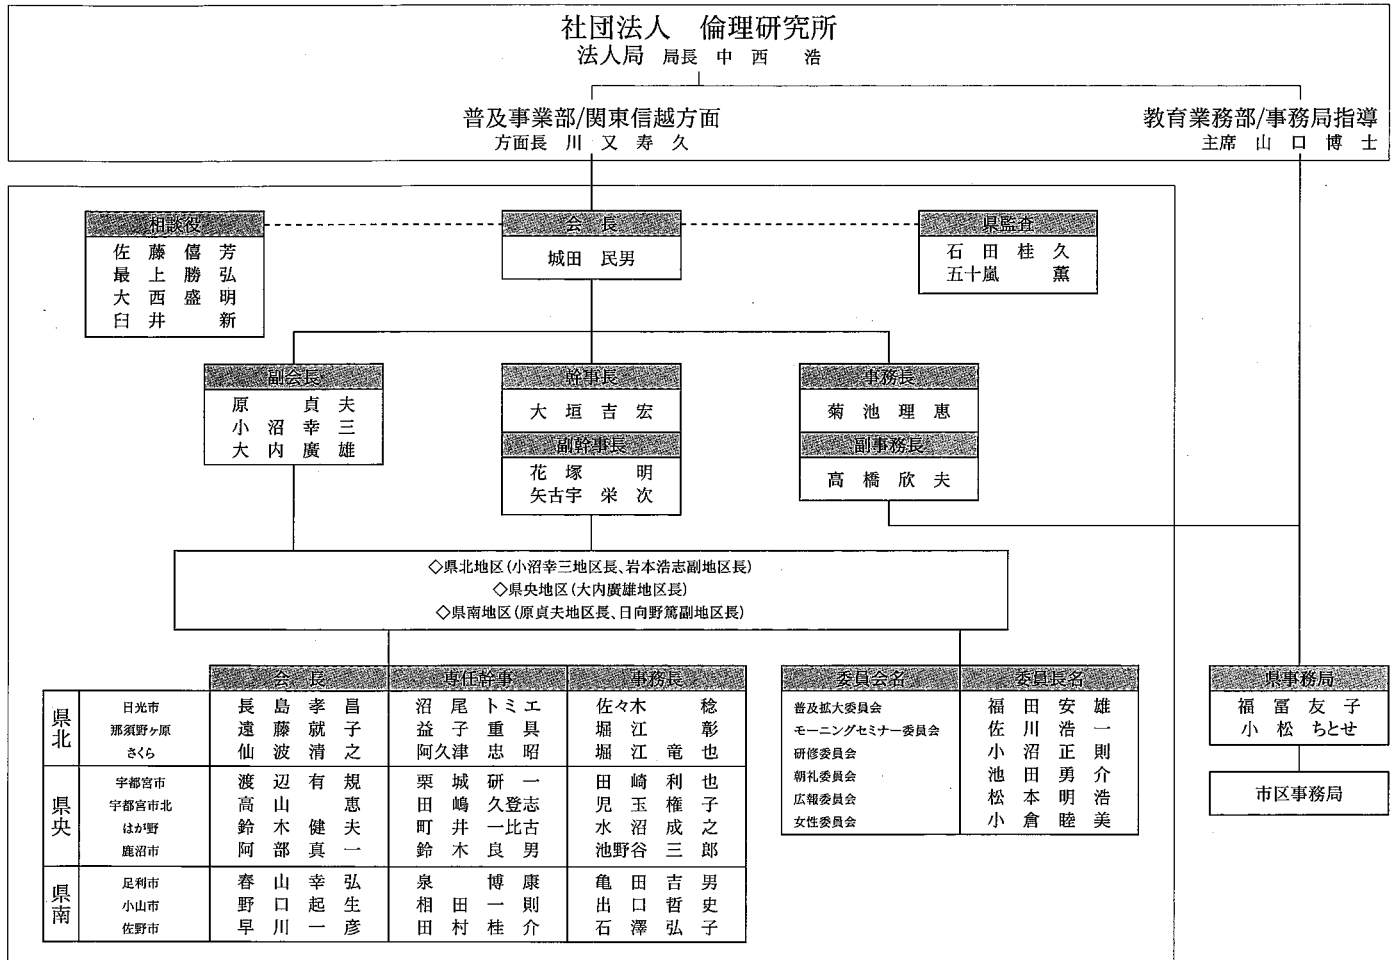 社団法人 倫理研究所
法人局 局長 中西 浩
普及事業部/関東信越方面
方面長 川又寿久
教育業務部/事務局指導
主席 山口博士
相談役
佐藤僖芳
最上勝弘
大西盛明
臼井 新
会長
城田 民男
県監査
石田桂久
五十嵐 薫
副会長
原 貞夫
小沼幸三
大内廣雄
幹事長
大垣吉宏
副幹事長
花塚 明
矢古宇 栄次
事務長
菊池理恵
副事務長
高橋欣夫
◇県北地区(小沼幸三地区長、岩本浩志副地区長)
◇県央地区(大内廣雄地区長)
◇県南地区(原貞夫地区長、日向野篤副地区長)
会長 専任幹事 事務長
県北
日光市 長島孝昌 沼尾トミエ 佐々木 稔
那須野ヶ原 遠藤就子 益子重具 堀江 彰
さくら 仙波清之 阿久津忠昭 堀江竜也
県央
宇都宮市 渡辺有規 栗城研一 田崎利也
宇都宮市北 高山 恵 田嶋久登志 児玉権子
はが野 鈴木健夫 町井一比古 水沼成之
鹿沼市 阿部真一 鈴木良男 池野谷三郎
県南
足利市 春山幸弘 泉 博康 亀田吉男
小山市 野口起生 相田一則 出口哲史
佐野市 早川一彦 田村桂介 石澤弘子
委員会名 委員長名
普及拡大委員会 福田安雄
モーニングセミナー委員会 佐川浩一
研修委員会 小沼正則
朝礼委員会 池田勇介
広報委員会 松本明浩
女性委員会 小倉睦美
県事務局
福冨友子
小松ちとせ
市区事務局